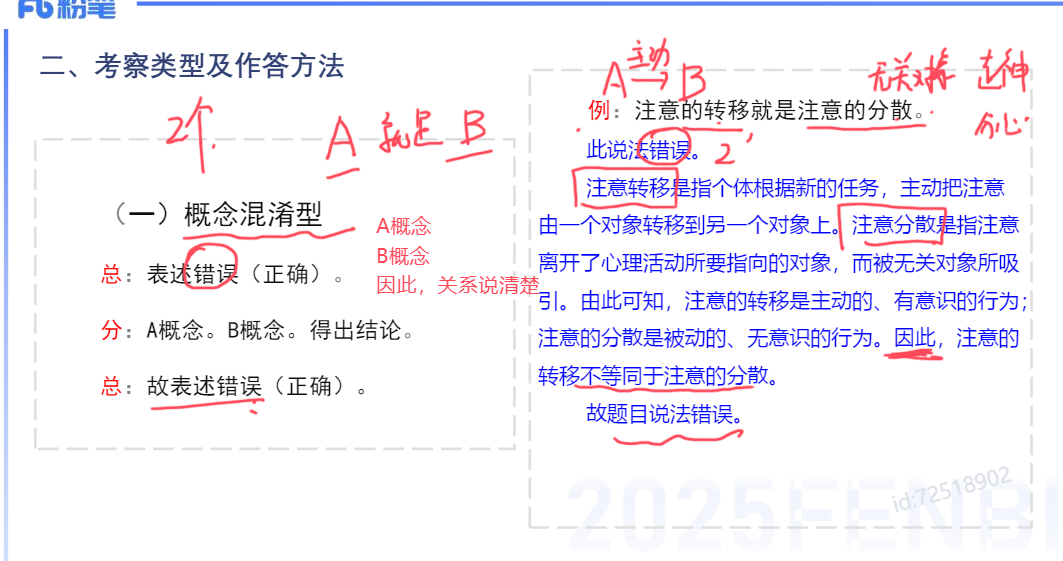 粉笔
二、考察类型及作答方法
2个
A 就是 B
（一）概念混淆型
A概念
B概念
因此，关系说清楚
总：表述错误（正确）。
分：A概念。B概念。得出结论。
总：故表述错误（正确）。
主动
A → B
无关对象
走神
分心
例：注意的转移就是注意的分散。
此说法错误。
2
注意转移是指个体根据新的任务，主动把注意
由一个对象转移到另一个对象上。注意分散是指注意
离开了心理活动所要指向的对象，而被无关对象所吸
引。由此可知，注意的转移是主动的、有意识的行为；
注意的分散是被动的、无意识的行为。因此，注意的
转移不等同于注意的分散。
故题目说法错误。
id:72518902
2025FENBI